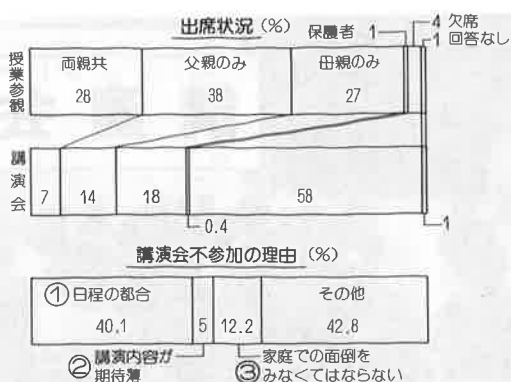 出席状況(%)
保護者 1
4 欠席
1 回答なし
授業参観
両親共 父親のみ 母親のみ
28 38 27
講演会
7 14 18 58
0.4 1
講演会不参加の理由(%)
①日程の都合 その他
40.1 5 12.2 42.8
②講演内容が期待薄
③家庭での面倒をみなくてはならない